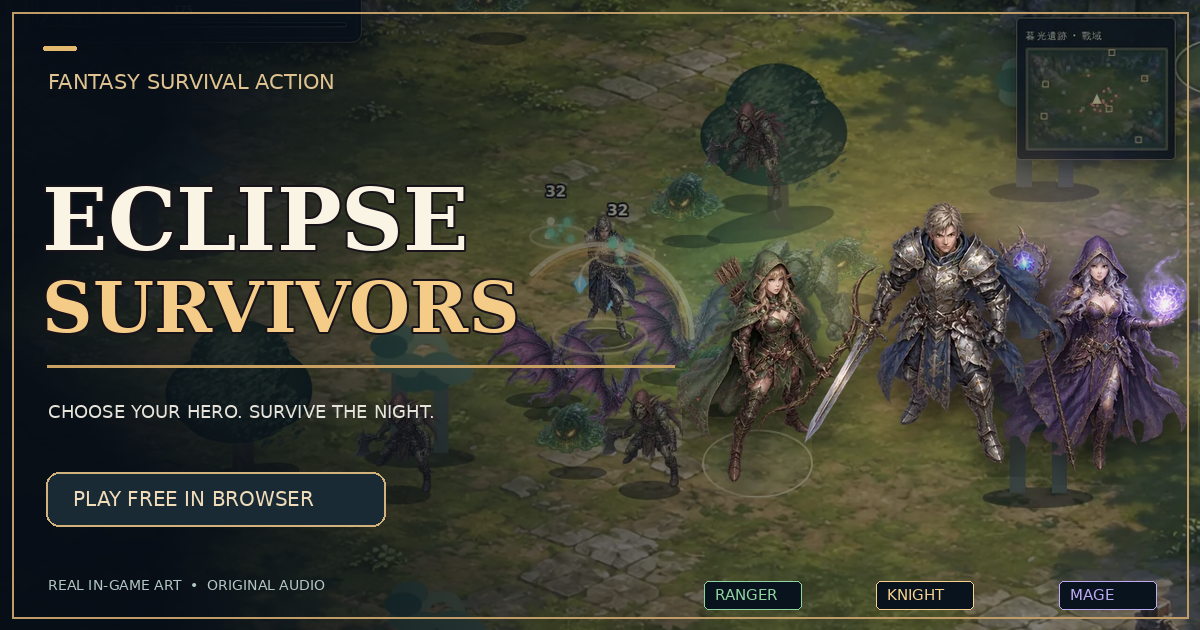 FANTASY SURVIVAL ACTION
暮光遺跡 • 戰域
32
32
ECLIPSE
SURVIVORS
CHOOSE YOUR HERO. SURVIVE THE NIGHT.
PLAY FREE IN BROWSER
REAL IN-GAME ART • ORIGINAL AUDIO
RANGER
KNIGHT
MAGE